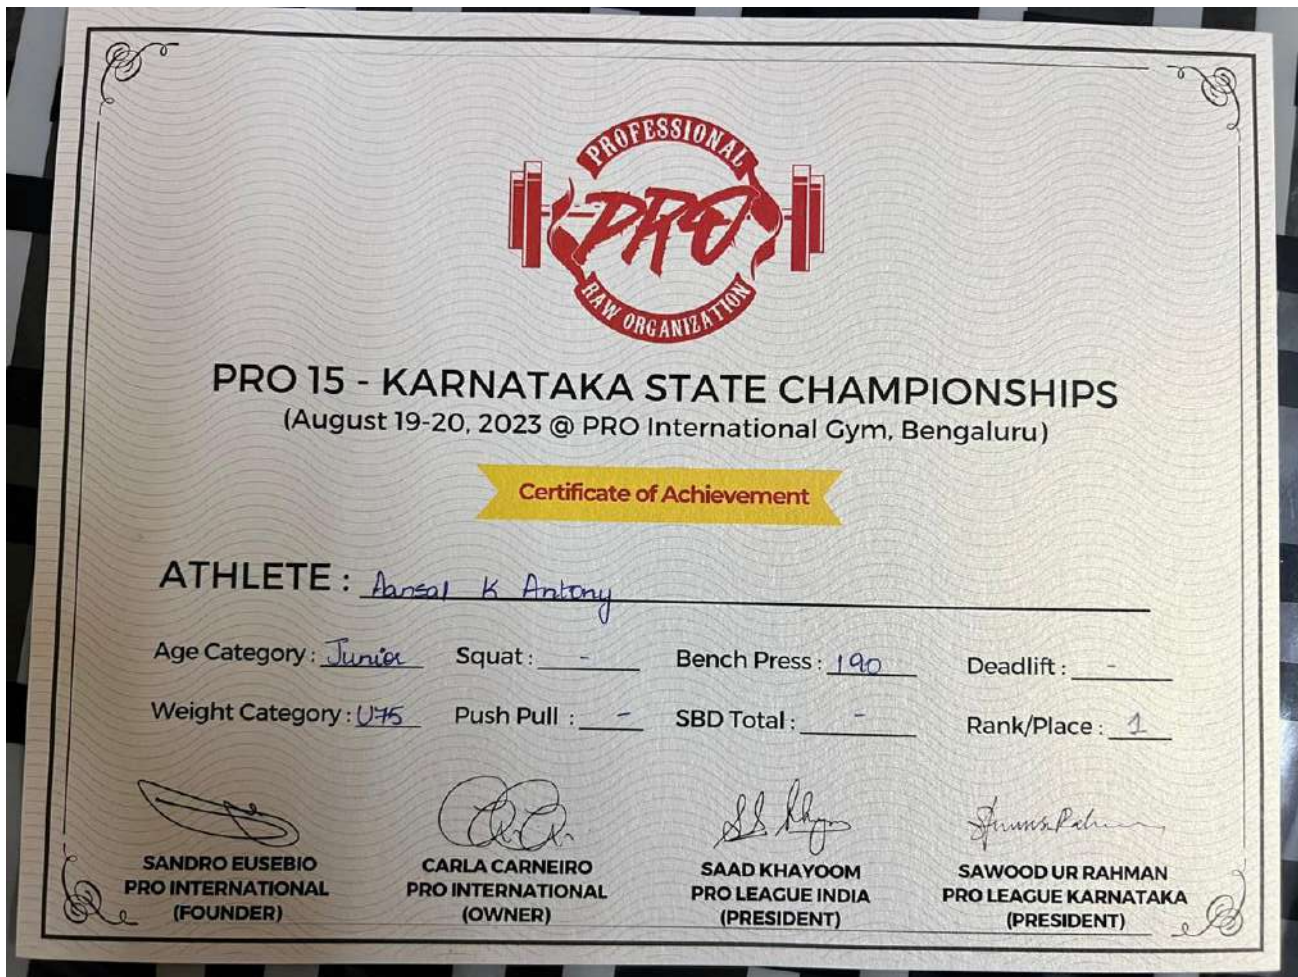 PROFESSIONAL
PRO
RAW ORGANIZATION
PRO 15 - KARNATAKA STATE CHAMPIONSHIPS
(August 19-20, 2023 @ PRO International Gym, Bengaluru)
Certificate of Achievement
ATHLETE : Aansal K Antony
Age Category : Junior Squat : - Bench Press : 190 Deadlift : -
Weight Category : U75 Push Pull : - SBD Total : - Rank/Place : 1
SANDRO EUSEBIO CARLA CARNEIRO SAAD KHAYOOM SAWOOD UR RAHMAN
PRO INTERNATIONAL PRO INTERNATIONAL PRO LEAGUE INDIA PRO LEAGUE KARNATAKA
(FOUNDER) (OWNER) (PRESIDENT) (PRESIDENT)